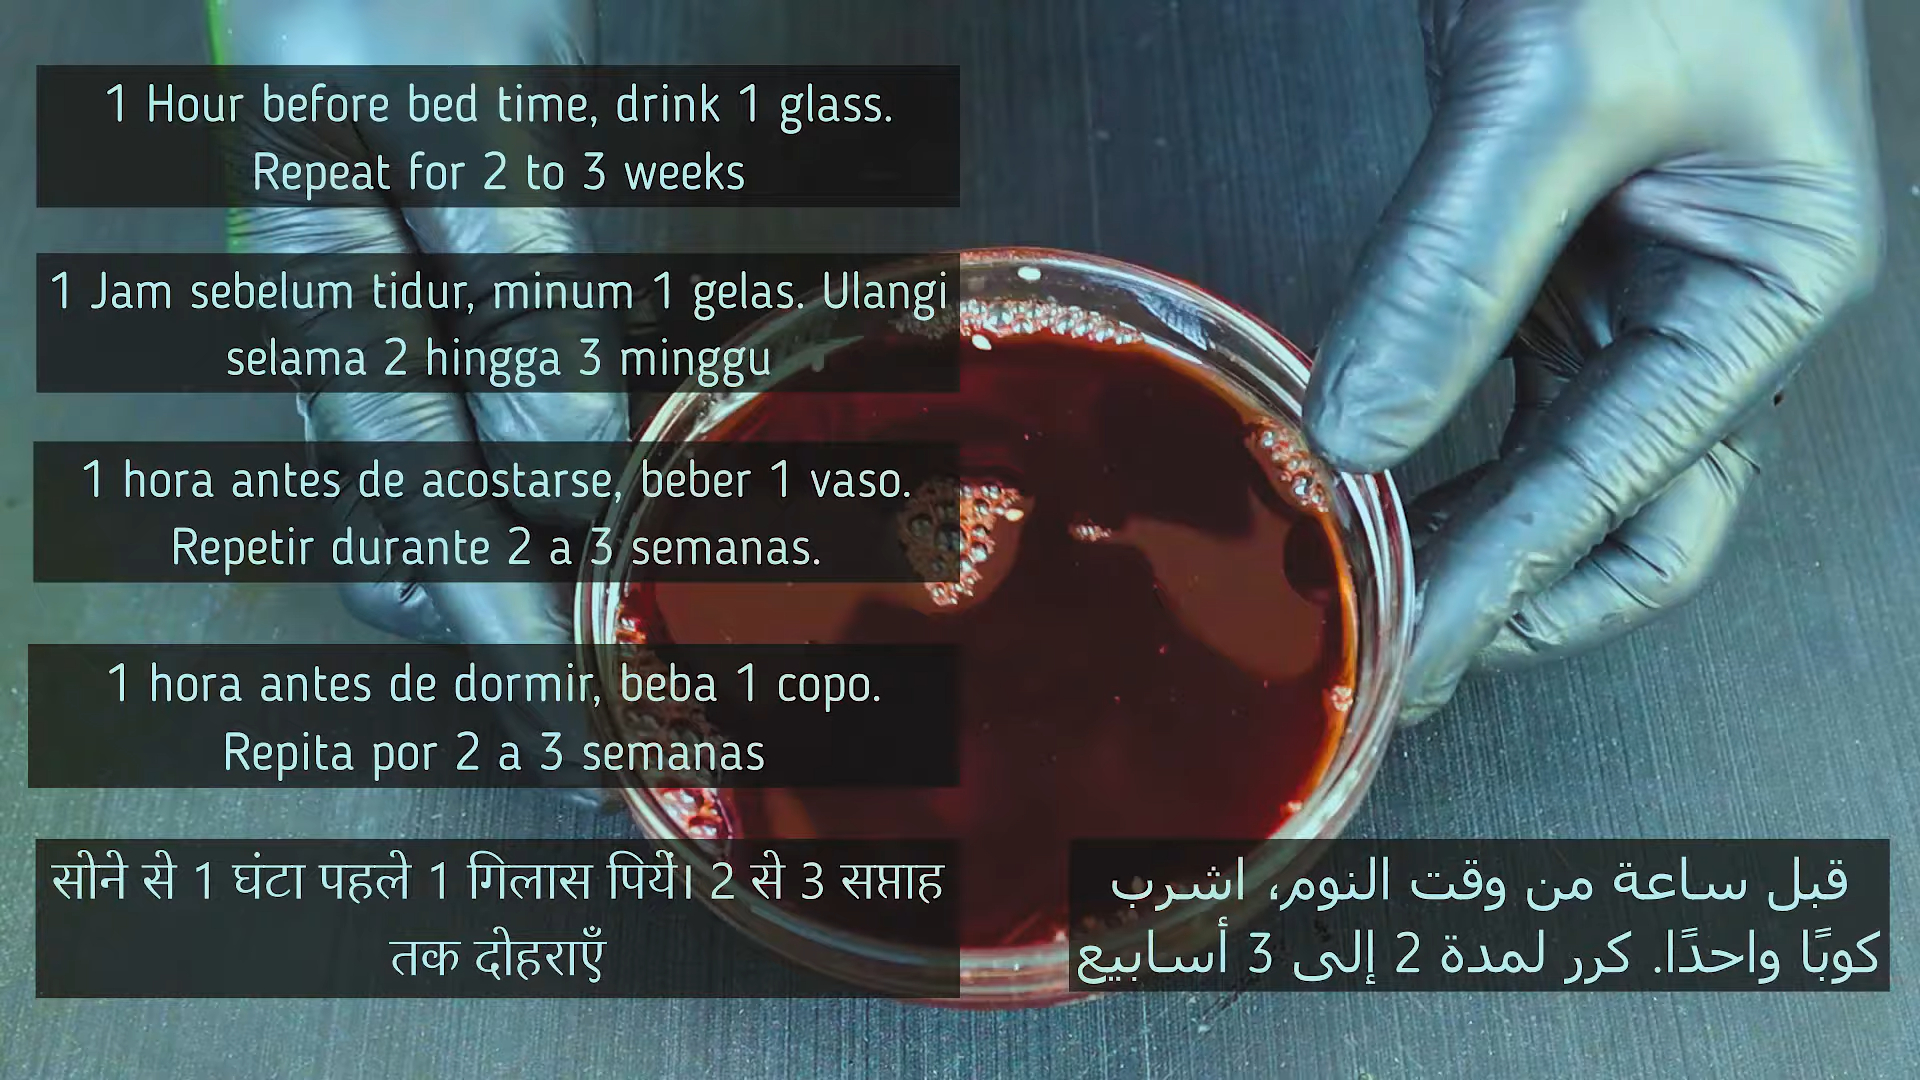 1 Hour before bed time, drink 1 glass.
Repeat for 2 to 3 weeks
1 Jam sebelum tidur, minum 1 gelas. Ulangi
selama 2 hingga 3 minggu
1 hora antes de acostarse, beber 1 vaso.
Repetir durante 2 a 3 semanas.
1 hora antes de dormir, beba 1 copo.
Repita por 2 a 3 semanas
सोने से 1 घंटा पहले 1 गिलास पियें। 2 से 3 सप्ताह
तक दोहराएँ
قبل ساعة من وقت النوم، اشرب
كوبًا واحدًا. كرر لمدة 2 إلى 3 أسابيع